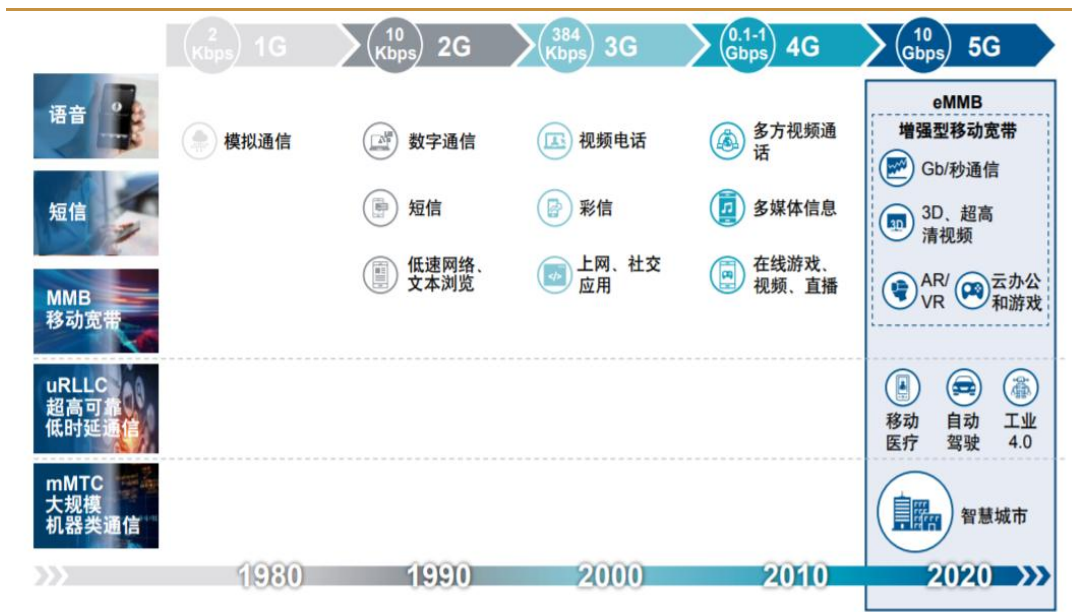 2
Kbps
1G
10
Kbps
2G
384
Kbps
3G
0.1-1
Gbps
4G
10
Gbps
5G
语音
模拟通信
数字通信
视频电话
多方视频通
话
eMMB
增强型移动宽带
Gb/秒通信
短信
短信
彩信
多媒体信息
3D
3D、超高
清视频
MMB
移动宽带
低速网络、
文本浏览
</>
上网、社交
应用
在线游戏、
视频、直播
AR/
VR
云办公
和游戏
uRLLC
超高可靠
低时延通信
移动
医疗
自动
驾驶
工业
4.0
mMTC
大规模
机器类通信
智慧城市
1980
1990
2000
2010
2020